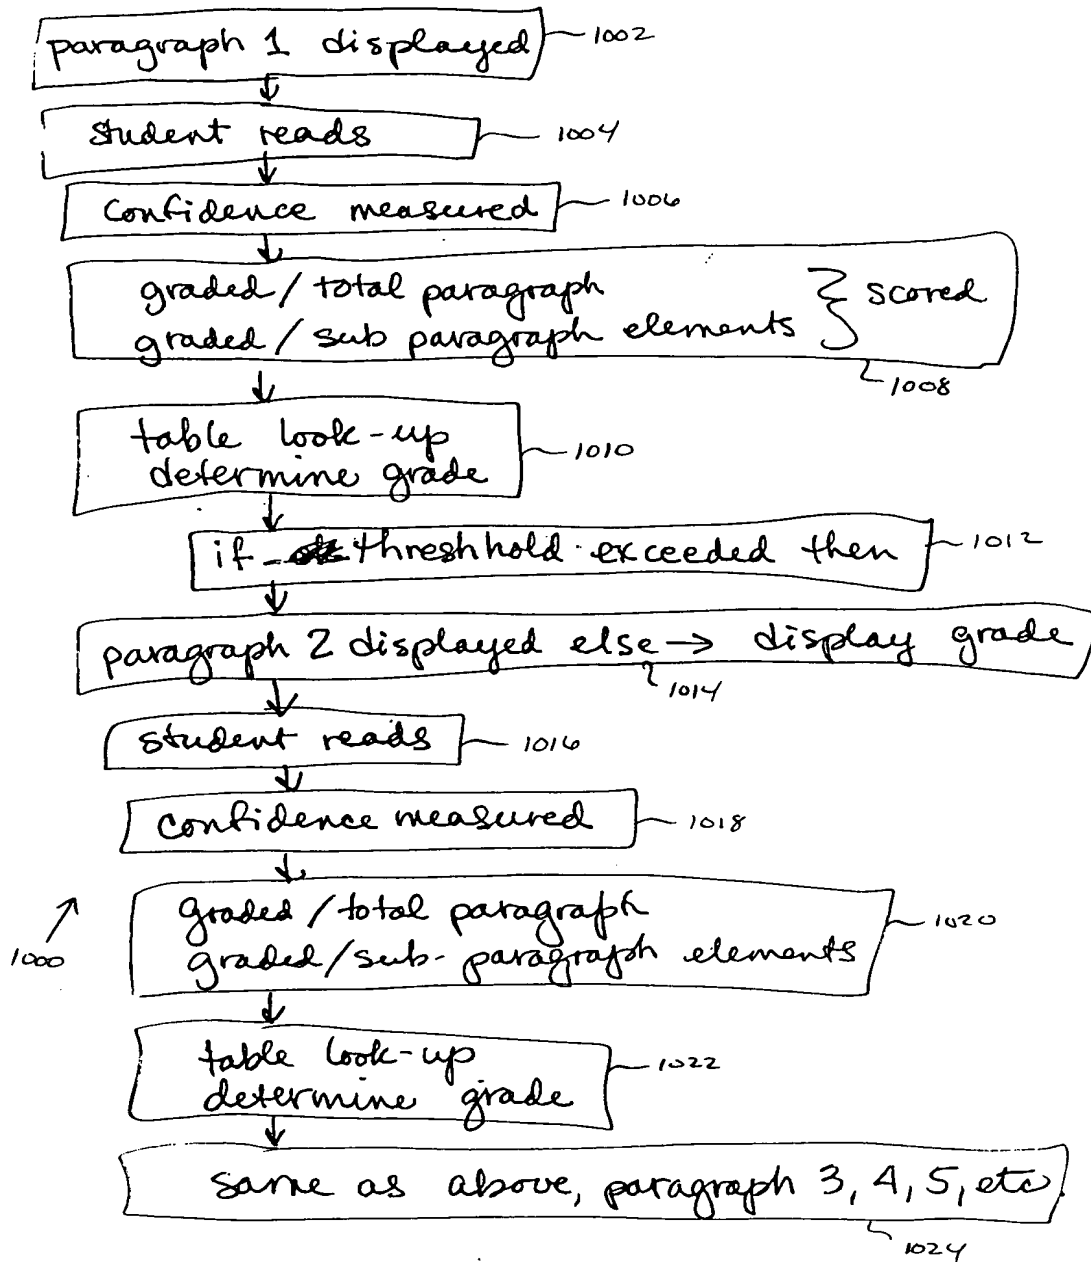 paragraph 1 displayed 1002
student reads 1004
confidence measured 1006
graded / total paragraph } scored
graded / sub paragraph elements
1008
table look-up
determine grade 1010
if threshhold exceeded then 1012
paragraph 2 displayed else → display grade
1014
student reads 1016
confidence measured 1018
graded / total paragraph
graded / sub-paragraph elements 1020
1000
table look-up
determine grade 1022
same as above, paragraph 3, 4, 5, etc.
1024